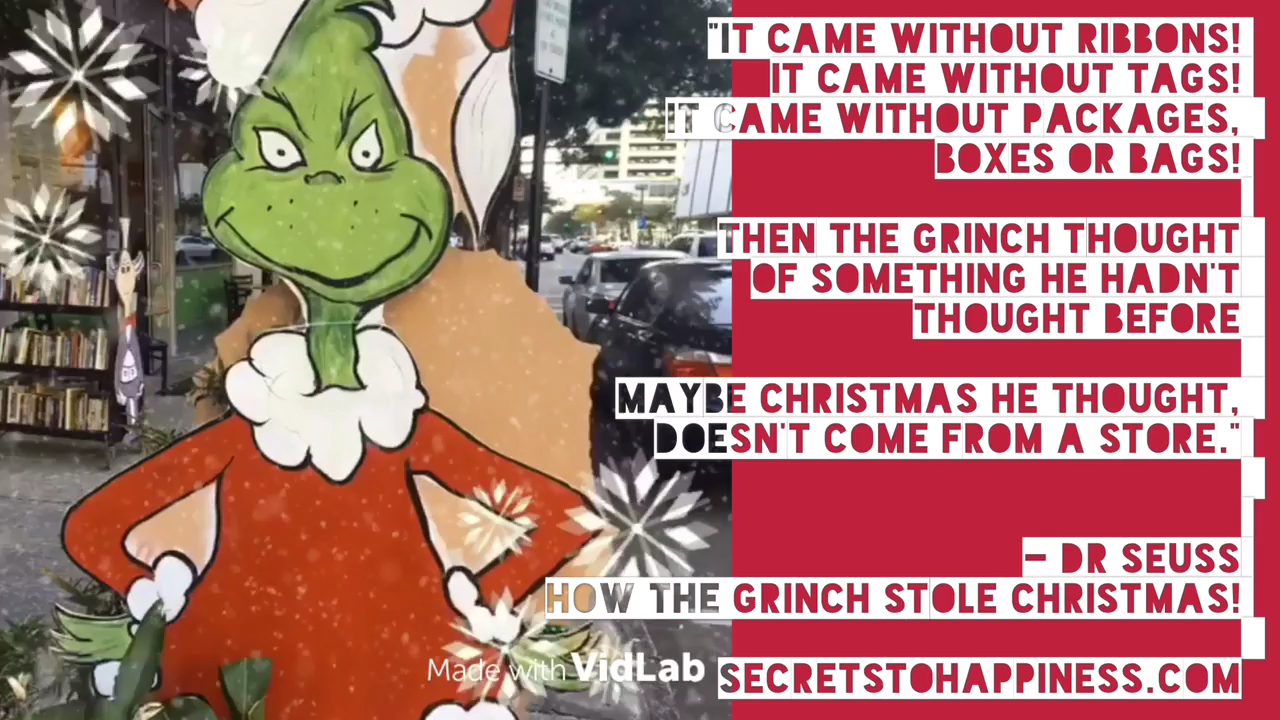 "IT CAME WITHOUT RIBBONS!
IT CAME WITHOUT TAGS!
IT CAME WITHOUT PACKAGES,
BOXES OR BAGS!
THEN THE GRINCH THOUGHT
OF SOMETHING HE HADN'T
THOUGHT BEFORE
MAYBE CHRISTMAS HE THOUGHT,
DOESN'T COME FROM A STORE."
– DR SEUSS
HOW THE GRINCH STOLE CHRISTMAS!
Made with VidLab
SECRETSTOHAPPINESS.COM